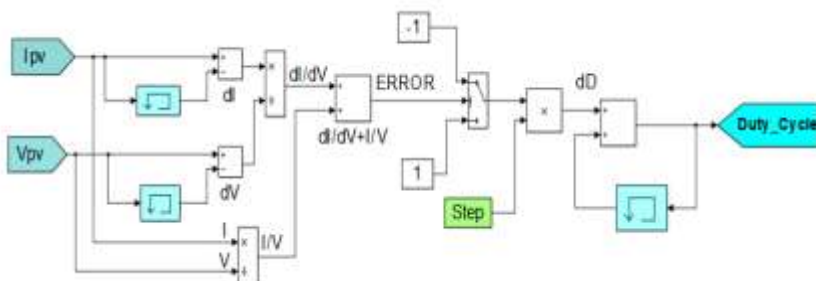 Ipv
dI
dI/dV
ERROR
-1
dD
dI/dV+I/V
Duty_Cycle
Vpv
dV
1
Step
I
I/V
V